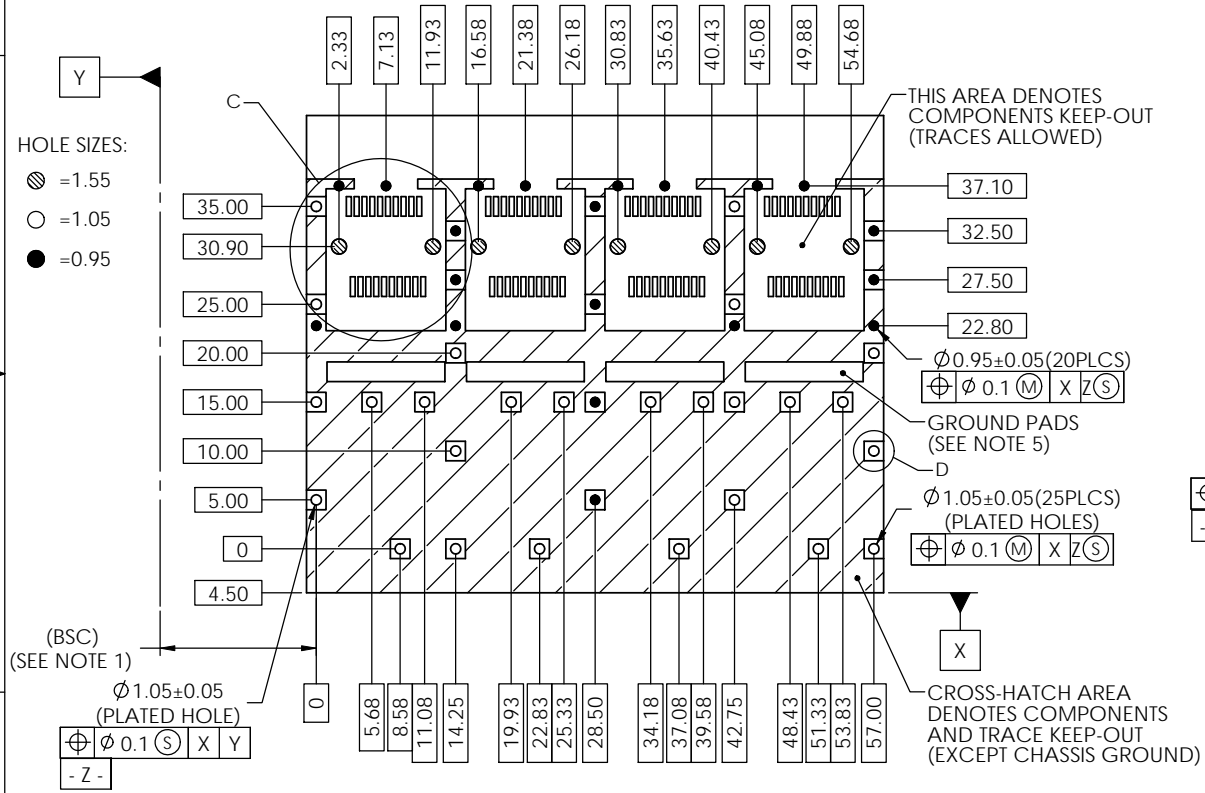 2.33
7.13
11.93
16.58
21.38
26.18
30.83
35.63
40.43
45.08
49.88
54.68
Y
C
THIS AREA DENOTES
COMPONENTS KEEP-OUT
(TRACES ALLOWED)
HOLE SIZES:
=1.55
=1.05
=0.95
35.00
30.90
25.00
20.00
15.00
10.00
5.00
0
4.50
37.10
32.50
27.50
22.80
Ø0.95±0.05(20PLCS)
⌖ Ø 0.1 Ⓜ X ZⓈ
GROUND PADS
(SEE NOTE 5)
D
Ø1.05±0.05(25PLCS)
(PLATED HOLES)
⌖ Ø 0.1 Ⓜ X ZⓈ
X
(BSC)
(SEE NOTE 1)
Ø1.05±0.05
(PLATED HOLE)
⌖ Ø 0.1 Ⓢ X Y
- Z -
0
5.68
8.58
11.08
14.25
19.93
22.83
25.33
28.50
34.18
37.08
39.58
42.75
48.43
51.33
53.83
57.00
CROSS-HATCH AREA
DENOTES COMPONENTS
AND TRACE KEEP-OUT
(EXCEPT CHASSIS GROUND)